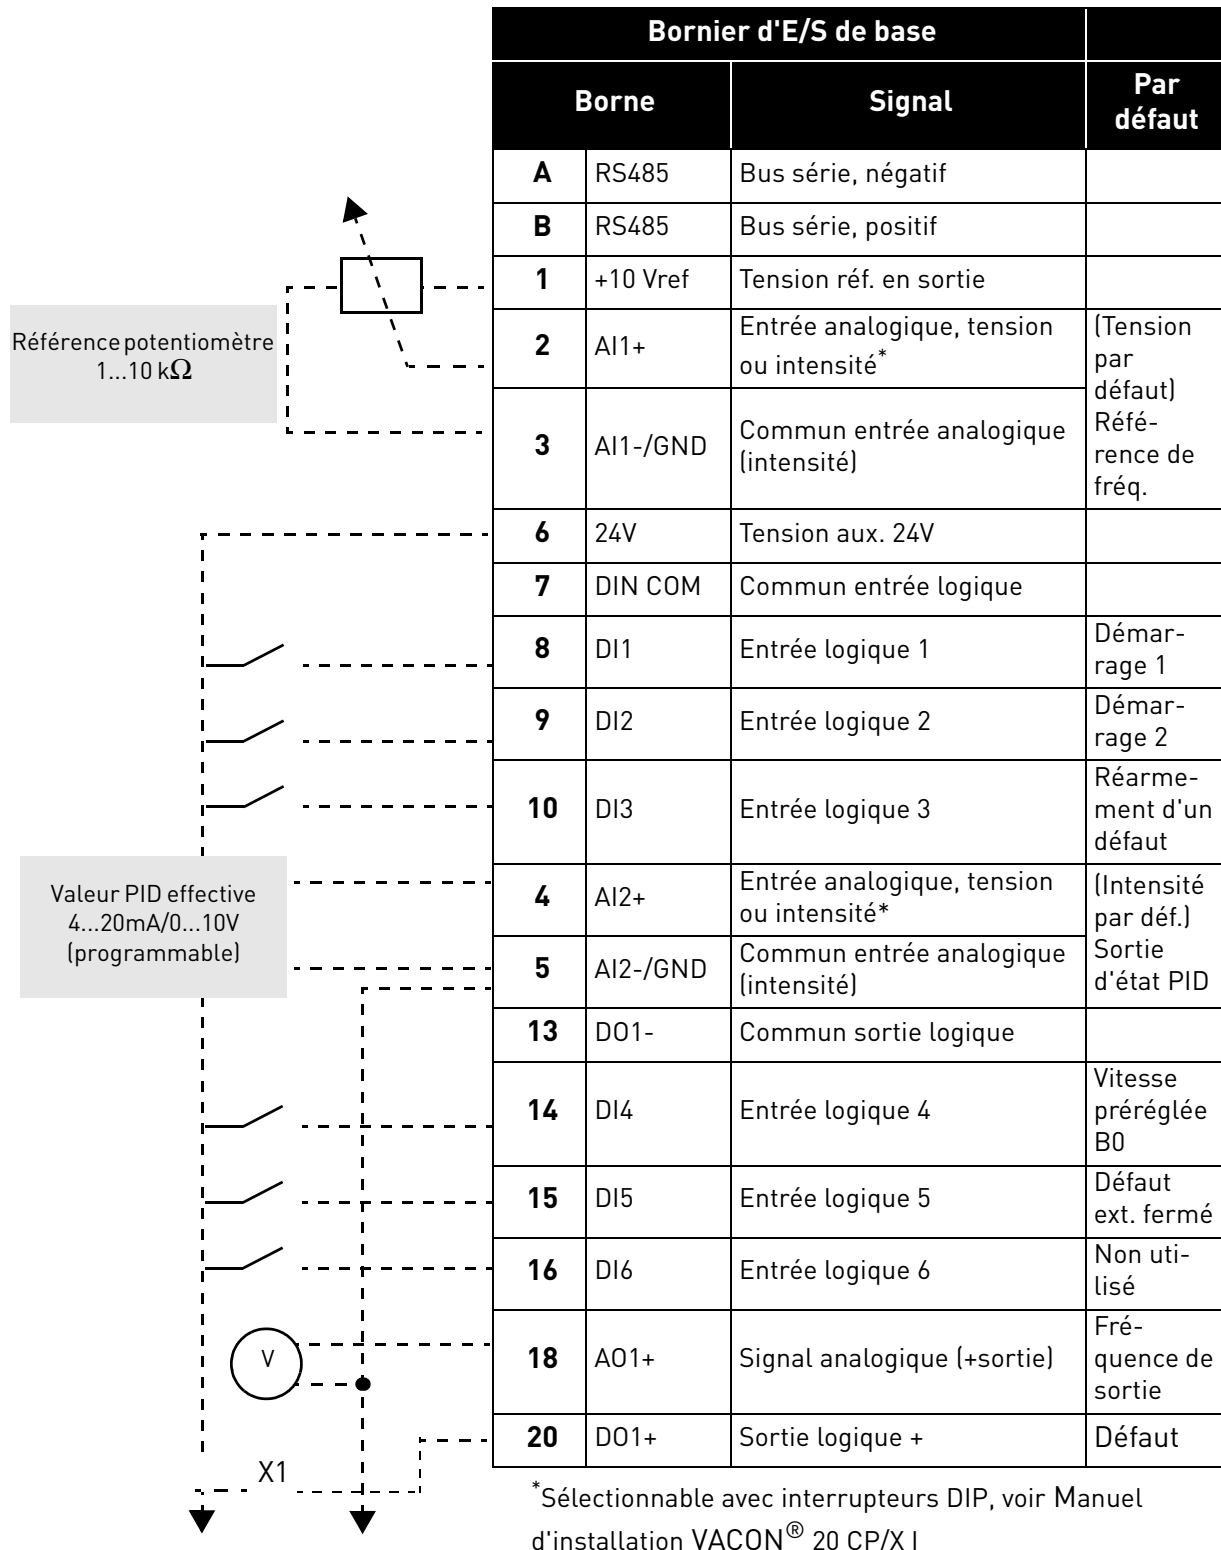 Bornier d'E/S de base
Borne
Signal
Par
défaut
A RS485 Bus série, négatif
B RS485 Bus série, positif
1 +10 Vref Tension réf. en sortie
Référence potentiomètre
1...10 kΩ
2 AI1+ Entrée analogique, tension
ou intensité*
3 AI1-/GND Commun entrée analogique
(intensité)
(Tension
par
défaut)
Réfé-
rence de
fréq.
6 24V Tension aux. 24V
7 DIN COM Commun entrée logique
8 DI1 Entrée logique 1
Démar-
rage 1
9 DI2 Entrée logique 2
Démar-
rage 2
10 DI3 Entrée logique 3
Réarme-
ment d'un
défaut
Valeur PID effective
4...20mA/0...10V
(programmable)
4 AI2+ Entrée analogique, tension
ou intensité*
5 AI2-/GND Commun entrée analogique
(intensité)
(Intensité
par déf.)
Sortie
d'état PID
13 DO1- Commun sortie logique
14 DI4 Entrée logique 4
Vitesse
préréglée
B0
15 DI5 Entrée logique 5
Défaut
ext. fermé
16 DI6 Entrée logique 6
Non uti-
lisé
V
18 AO1+ Signal analogique (+sortie)
Fré-
quence de
sortie
20 DO1+ Sortie logique + Défaut
X1
*Sélectionnable avec interrupteurs DIP, voir Manuel
d'installation VACON® 20 CP/X I